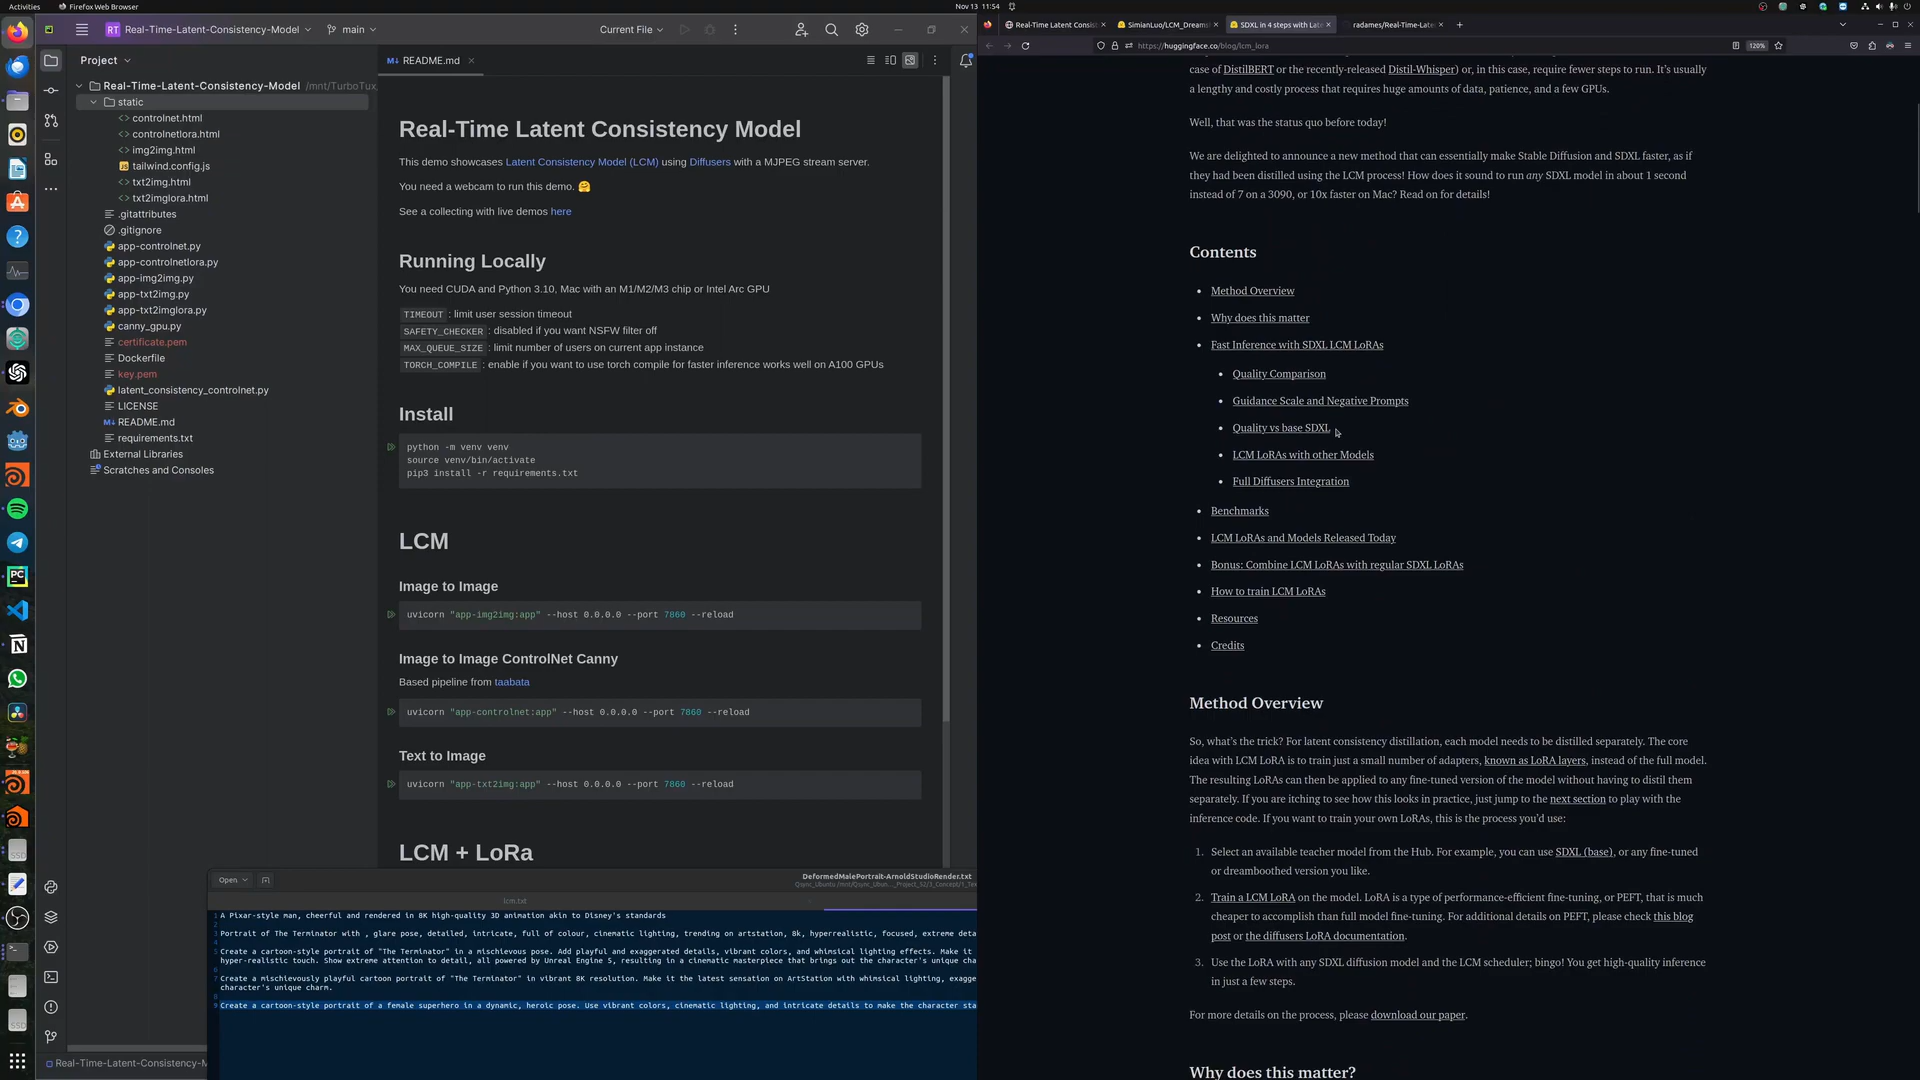 Activities
Firefox Web Browser
Nov 13 11:54
RT Real-Time-Latent-Consistency-Model
main
Current File
Project
Real-Time-Latent-Consistency-Model /mnt/TurboTux
static
controlnet.html
controlnetlora.html
img2img.html
tailwind.config.js
txt2img.html
txt2imglora.html
.gitattributes
.gitignore
app-controlnet.py
app-controlnetlora.py
app-img2img.py
app-txt2img.py
app-txt2imglora.py
canny_gpu.py
certificate.pem
Dockerfile
key.pem
latent_consistency_controlnet.py
LICENSE
README.md
requirements.txt
External Libraries
Scratches and Consoles
Real-Time-Latent-Consistency-M
README.md
Real-Time Latent Consistency Model
This demo showcases Latent Consistency Model (LCM) using Diffusers with a MJPEG stream server.
You need a webcam to run this demo. 🤗
See a collecting with live demos here
Running Locally
You need CUDA and Python 3.10, Mac with an M1/M2/M3 chip or Intel Arc GPU
TIMEOUT : limit user session timeout
SAFETY_CHECKER : disabled if you want NSFW filter off
MAX_QUEUE_SIZE : limit number of users on current app instance
TORCH_COMPILE : enable if you want to use torch compile for faster inference works well on A100 GPUs
Install
python -m venv venv
source venv/bin/activate
pip3 install -r requirements.txt
LCM
Image to Image
uvicorn "app-img2img:app" --host 0.0.0.0 --port 7860 --reload
Image to Image ControlNet Canny
Based pipeline from taabata
uvicorn "app-controlnet:app" --host 0.0.0.0 --port 7860 --reload
Text to Image
uvicorn "app-txt2img:app" --host 0.0.0.0 --port 7860 --reload
LCM + LoRa
Open
DeformedMalePortrait-ArnoldStudioRender.txt
lcm.txt
1 A Pixar-style man, cheerful and rendered in 8K high-quality 3D animation akin to Disney's standards
3 Portrait of The Terminator with , glare pose, detailed, intricate, full of colour, cinematic lighting, trending on artstation, 8k, hyperrealistic, focused, extreme deta
5 Create a cartoon-style portrait of "The Terminator" in a mischievous pose. Add playful and exaggerated details, vibrant colors, and whimsical lighting effects. Make it
hyper-realistic touch. Show extreme attention to detail, all powered by Unreal Engine 5, resulting in a cinematic masterpiece that brings out the character's unique cha
7 Create a mischievously playful cartoon portrait of "The Terminator" in vibrant 8K resolution. Make it the latest sensation on ArtStation with whimsical lighting, exagge
character's unique charm.
9 Create a cartoon-style portrait of a female superhero in a dynamic, heroic pose. Use vibrant colors, cinematic lighting, and intricate details to make the character sta
Real-Time Latent Consist
SimianLuo/LCM_Dreams
SDXL in 4 steps with Late
radames/Real-Time-Late
https://huggingface.co/blog/lcm_lora
120%
case of DistilBERT or the recently-released Distil-Whisper) or, in this case, require fewer steps to run. It's usually
a lengthy and costly process that requires huge amounts of data, patience, and a few GPUs.
Well, that was the status quo before today!
We are delighted to announce a new method that can essentially make Stable Diffusion and SDXL faster, as if
they had been distilled using the LCM process! How does it sound to run any SDXL model in about 1 second
instead of 7 on a 3090, or 10x faster on Mac? Read on for details!
Contents
Method Overview
Why does this matter
Fast Inference with SDXL LCM LoRAs
Quality Comparison
Guidance Scale and Negative Prompts
Quality vs base SDXL
LCM LoRAs with other Models
Full Diffusers Integration
Benchmarks
LCM LoRAs and Models Released Today
Bonus: Combine LCM LoRAs with regular SDXL LoRAs
How to train LCM LoRAs
Resources
Credits
Method Overview
So, what's the trick? For latent consistency distillation, each model needs to be distilled separately. The core
idea with LCM LoRA is to train just a small number of adapters, known as LoRA layers, instead of the full model.
The resulting LoRAs can then be applied to any fine-tuned version of the model without having to distil them
separately. If you are itching to see how this looks in practice, just jump to the next section to play with the
inference code. If you want to train your own LoRAs, this is the process you'd use:
1. Select an available teacher model from the Hub. For example, you can use SDXL (base), or any fine-tuned
or dreamboothed version you like.
2. Train a LCM LoRA on the model. LoRA is a type of performance-efficient fine-tuning, or PEFT, that is much
cheaper to accomplish than full model fine-tuning. For additional details on PEFT, please check this blog
post or the diffusers LoRA documentation.
3. Use the LoRA with any SDXL diffusion model and the LCM scheduler; bingo! You get high-quality inference
in just a few steps.
For more details on the process, please download our paper.
Why does this matter?